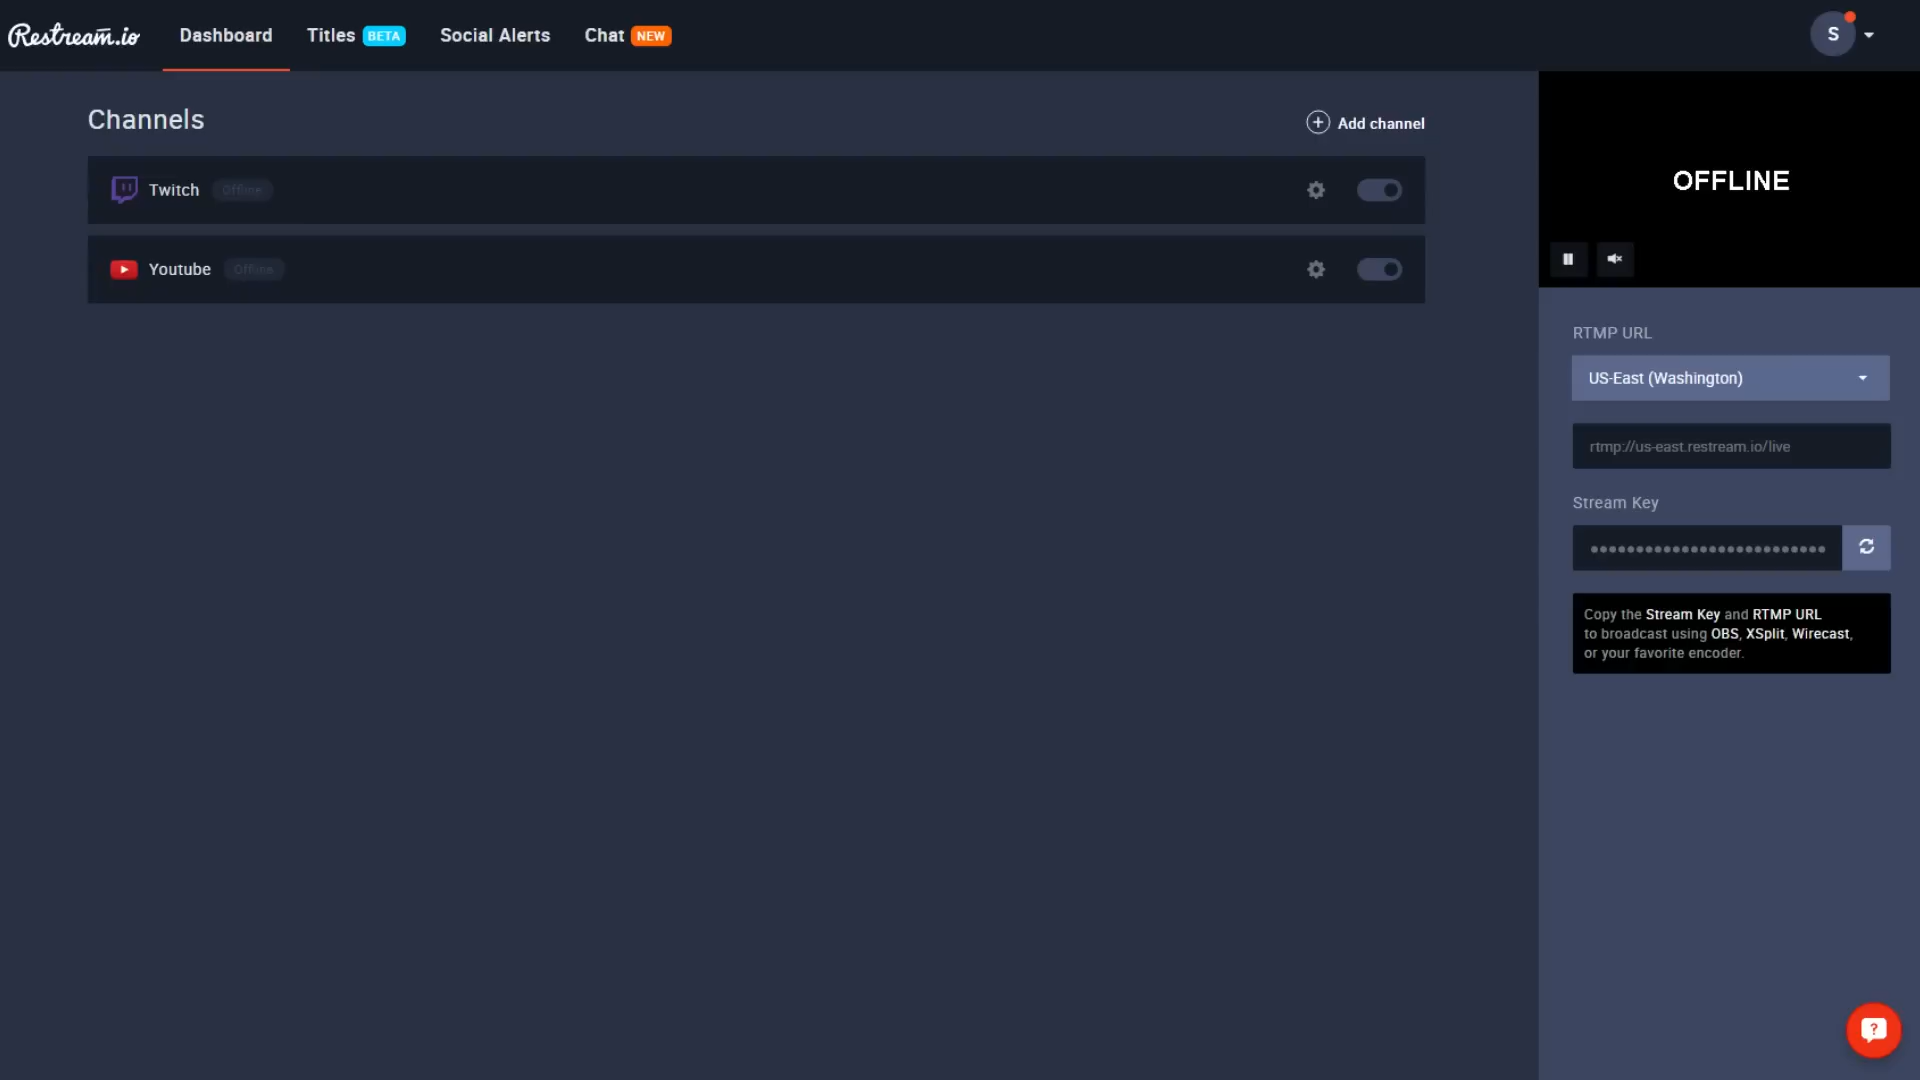 Restream.io
Dashboard
Titles BETA
Social Alerts
Chat NEW
S
Channels
Add channel
Twitch Offline
Youtube Offline
OFFLINE
RTMP URL
US-East (Washington)
rtmp://us-east.restream.io/live
Stream Key
Copy the Stream Key and RTMP URL
to broadcast using OBS, XSplit, Wirecast,
or your favorite encoder.
?